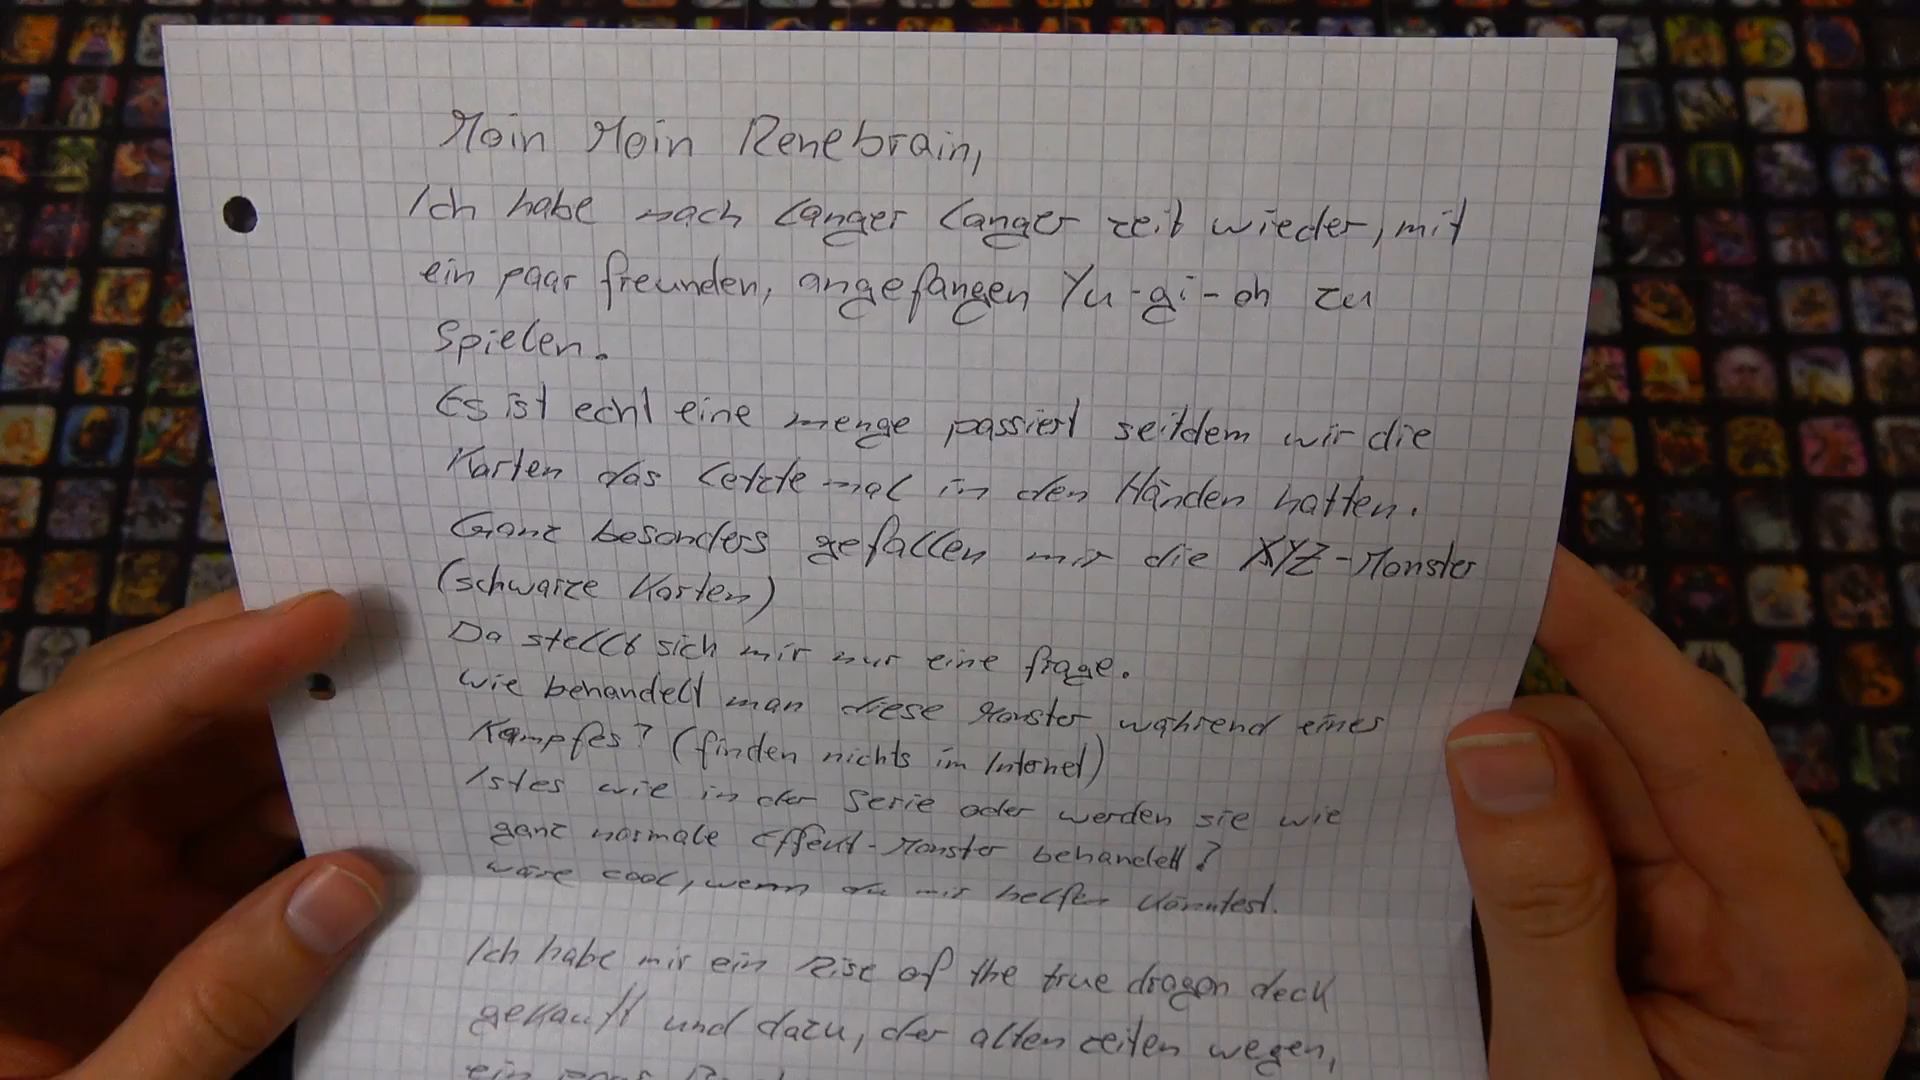 Moin Moin Renebrain,
Ich habe nach langer langer zeit wieder, mit
ein paar freunden, angefangen Yu-gi-oh zu
Spielen.
Es ist echt eine menge passiert seitdem wir die
Karten das letzte mal in den Händen hatten.
Ganz besonders gefallen mir die XYZ-Monster
(schwarze Karten)
Da stellt sich mir nur eine frage.
Wie behandelt man diese Monster während eines
Kampfes? (finden nichts im Internet)
Ist es wie in der Serie oder werden sie wie
ganz normale Effekt-Monster behandelt?
wäre cool, wenn du mir helfen könntest.
Ich habe mir ein Rise of the true dragon deck
gekauft und dazu, der alten zeiten wegen,
ein paar